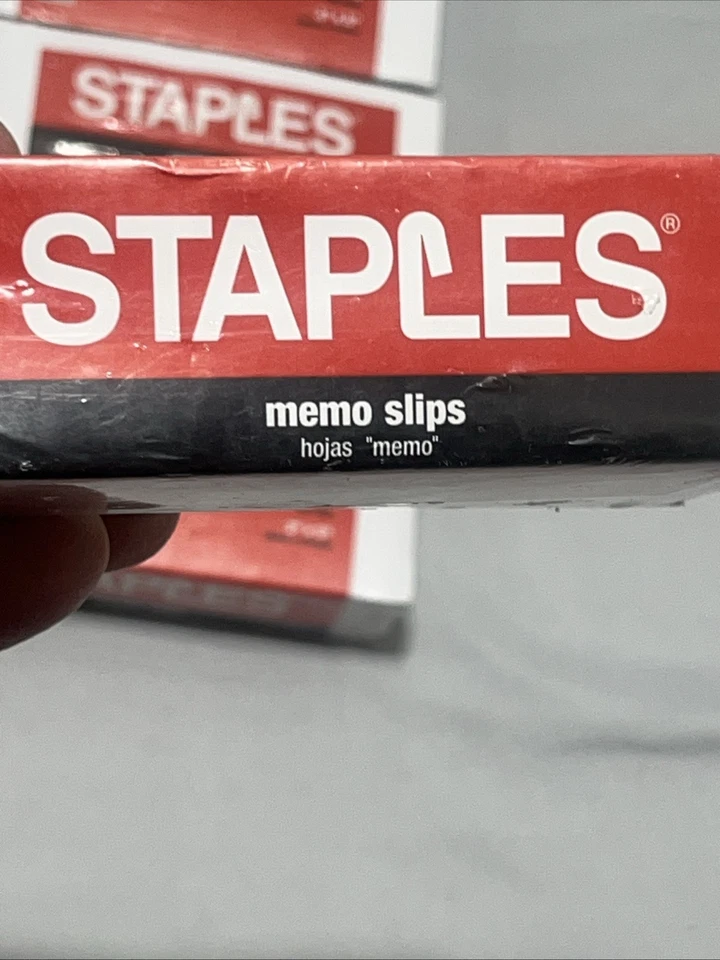 STAPLES
STAPLES®
memo slips
hojas "memo"